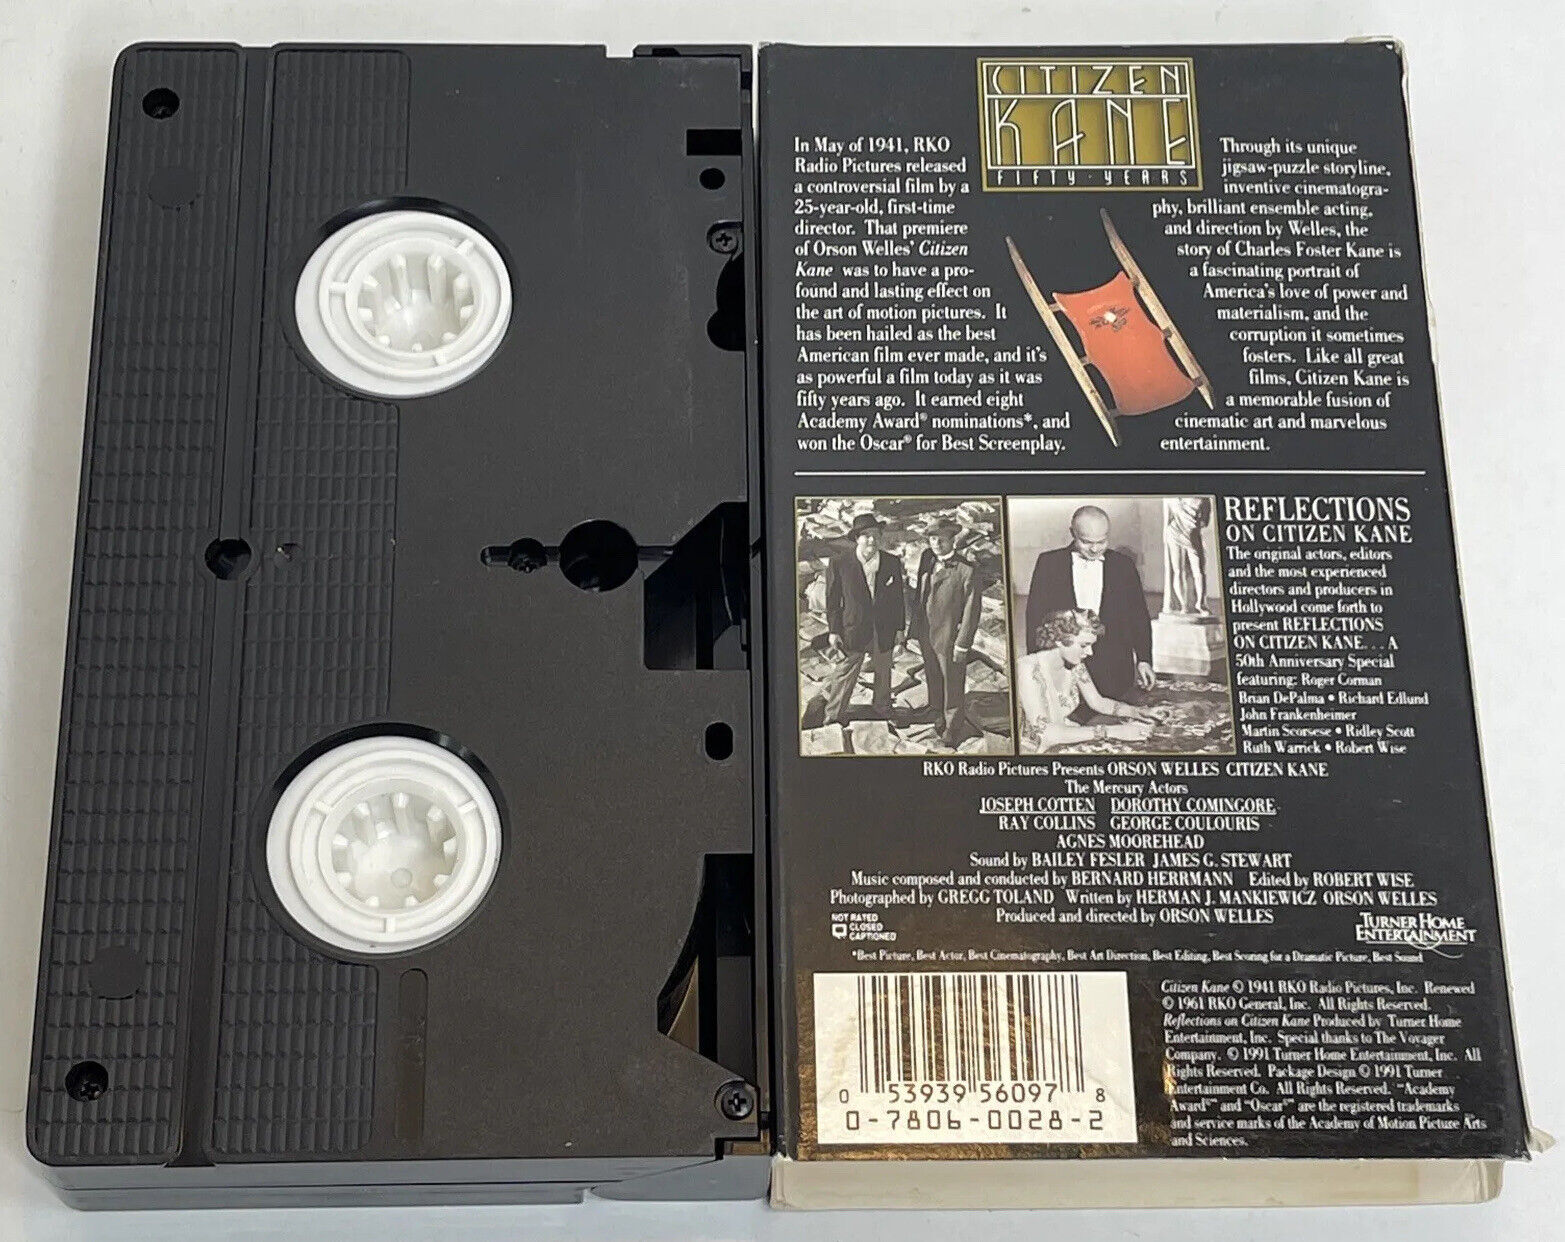 CITIZEN
KANE
FIFTY · YEARS
In May of 1941, RKO
Radio Pictures released
a controversial film by a
25-year-old, first-time
director. That premiere
of Orson Welles' Citizen
Kane was to have a pro-
found and lasting effect on
the art of motion pictures. It
has been hailed as the best
American film ever made, and it's
as powerful a film today as it was
fifty years ago. It earned eight
Academy Award® nominations*, and
won the Oscar® for Best Screenplay.
Through its unique
jigsaw-puzzle storyline,
inventive cinematogra-
phy, brilliant ensemble acting,
and direction by Welles, the
story of Charles Foster Kane is
a fascinating portrait of
America's love of power and
materialism, and the
corruption it sometimes
fosters. Like all great
films, Citizen Kane is
a memorable fusion of
cinematic art and marvelous
entertainment.
REFLECTIONS
ON CITIZEN KANE
The original actors, editors
and the most experienced
directors and producers in
Hollywood come forth to
present REFLECTIONS
ON CITIZEN KANE. . . A
50th Anniversary Special
featuring: Roger Corman
Brian DePalma • Richard Edlund
John Frankenheimer
Martin Scorsese • Ridley Scott
Ruth Warrick • Robert Wise
RKO Radio Pictures Presents ORSON WELLES CITIZEN KANE
The Mercury Actors
JOSEPH COTTEN DOROTHY COMINGORE
RAY COLLINS GEORGE COULOURIS
AGNES MOOREHEAD
Sound by BAILEY FESLER JAMES G. STEWART
Music composed and conducted by BERNARD HERRMANN Edited by ROBERT WISE
Photographed by GREGG TOLAND Written by HERMAN J. MANKIEWICZ ORSON WELLES
Produced and directed by ORSON WELLES
NOT RATED
CLOSED
CAPTIONED
TURNER HOME
ENTERTAINMENT
*Best Picture, Best Actor, Best Cinematography, Best Art Direction, Best Editing, Best Scoring for a Dramatic Picture, Best Sound
0 53939 56097 8
0-7806-0028-2
Citizen Kane © 1941 RKO Radio Pictures, Inc. Renewed
© 1961 RKO General, Inc. All Rights Reserved.
Reflections on Citizen Kane Produced by Turner Home
Entertainment, Inc. Special thanks to The Voyager
Company. © 1991 Turner Home Entertainment, Inc. All
Rights Reserved. Package Design © 1991 Turner
Entertainment Co. All Rights Reserved. "Academy
Award®" and "Oscar®" are the registered trademarks
and service marks of the Academy of Motion Picture Arts
and Sciences.